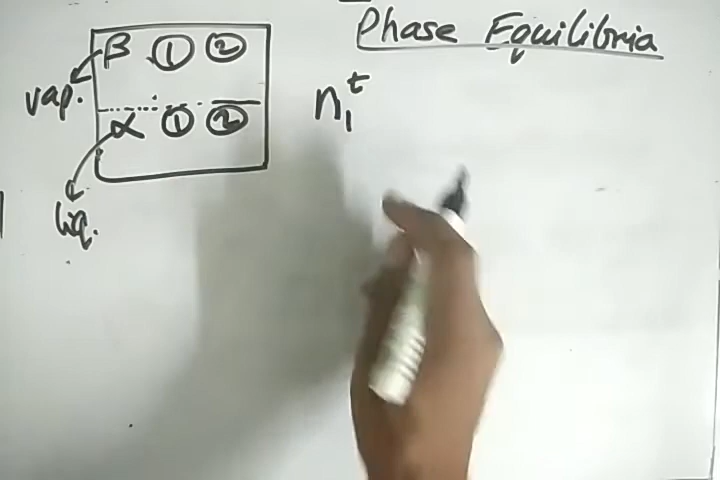 Phase Equilibria
β ① ②
vap.
α ① ②
liq.
n₁ᵗ